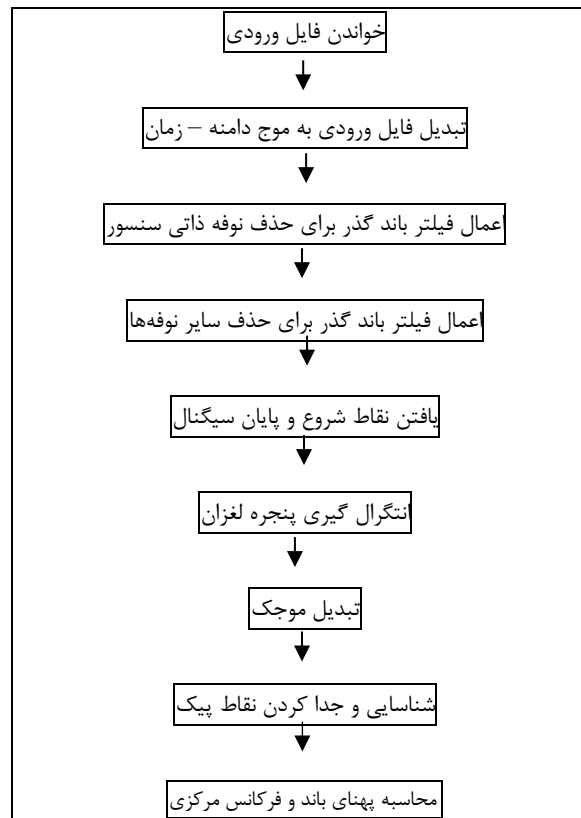 خواندن فایل ورودی
تبدیل فایل ورودی به موج دامنه – زمان
اعمال فیلتر باند گذر برای حذف نوفه ذاتی سنسور
اعمال فیلتر باند گذر برای حذف سایر نوفه‌ها
یافتن نقاط شروع و پایان سیگنال
انتگرال گیری پنجره لغزان
تبدیل موجک
شناسایی و جدا کردن نقاط پیک
محاسبه پهنای باند و فرکانس مرکزی